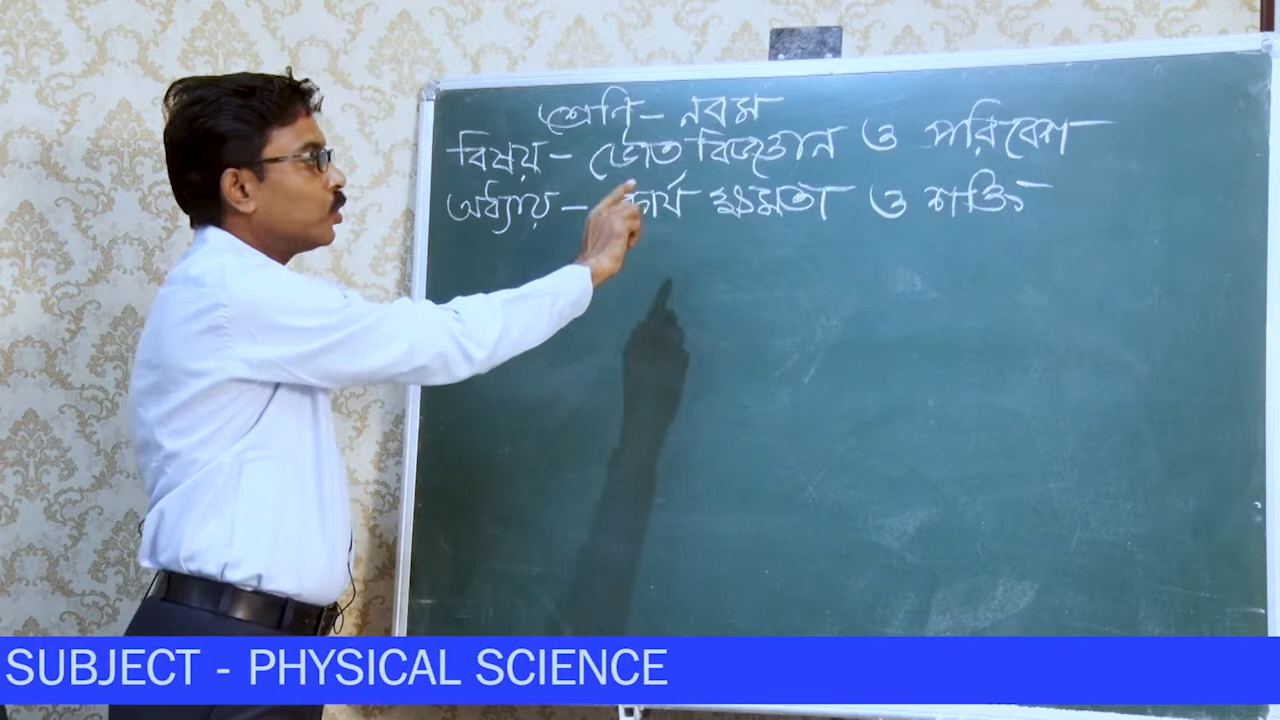 শ্রেণি - নবম
বিষয় - ভৌত বিজ্ঞান ও পরিবেশ
অধ্যায় - কার্য ক্ষমতা ও শক্তি
SUBJECT - PHYSICAL SCIENCE